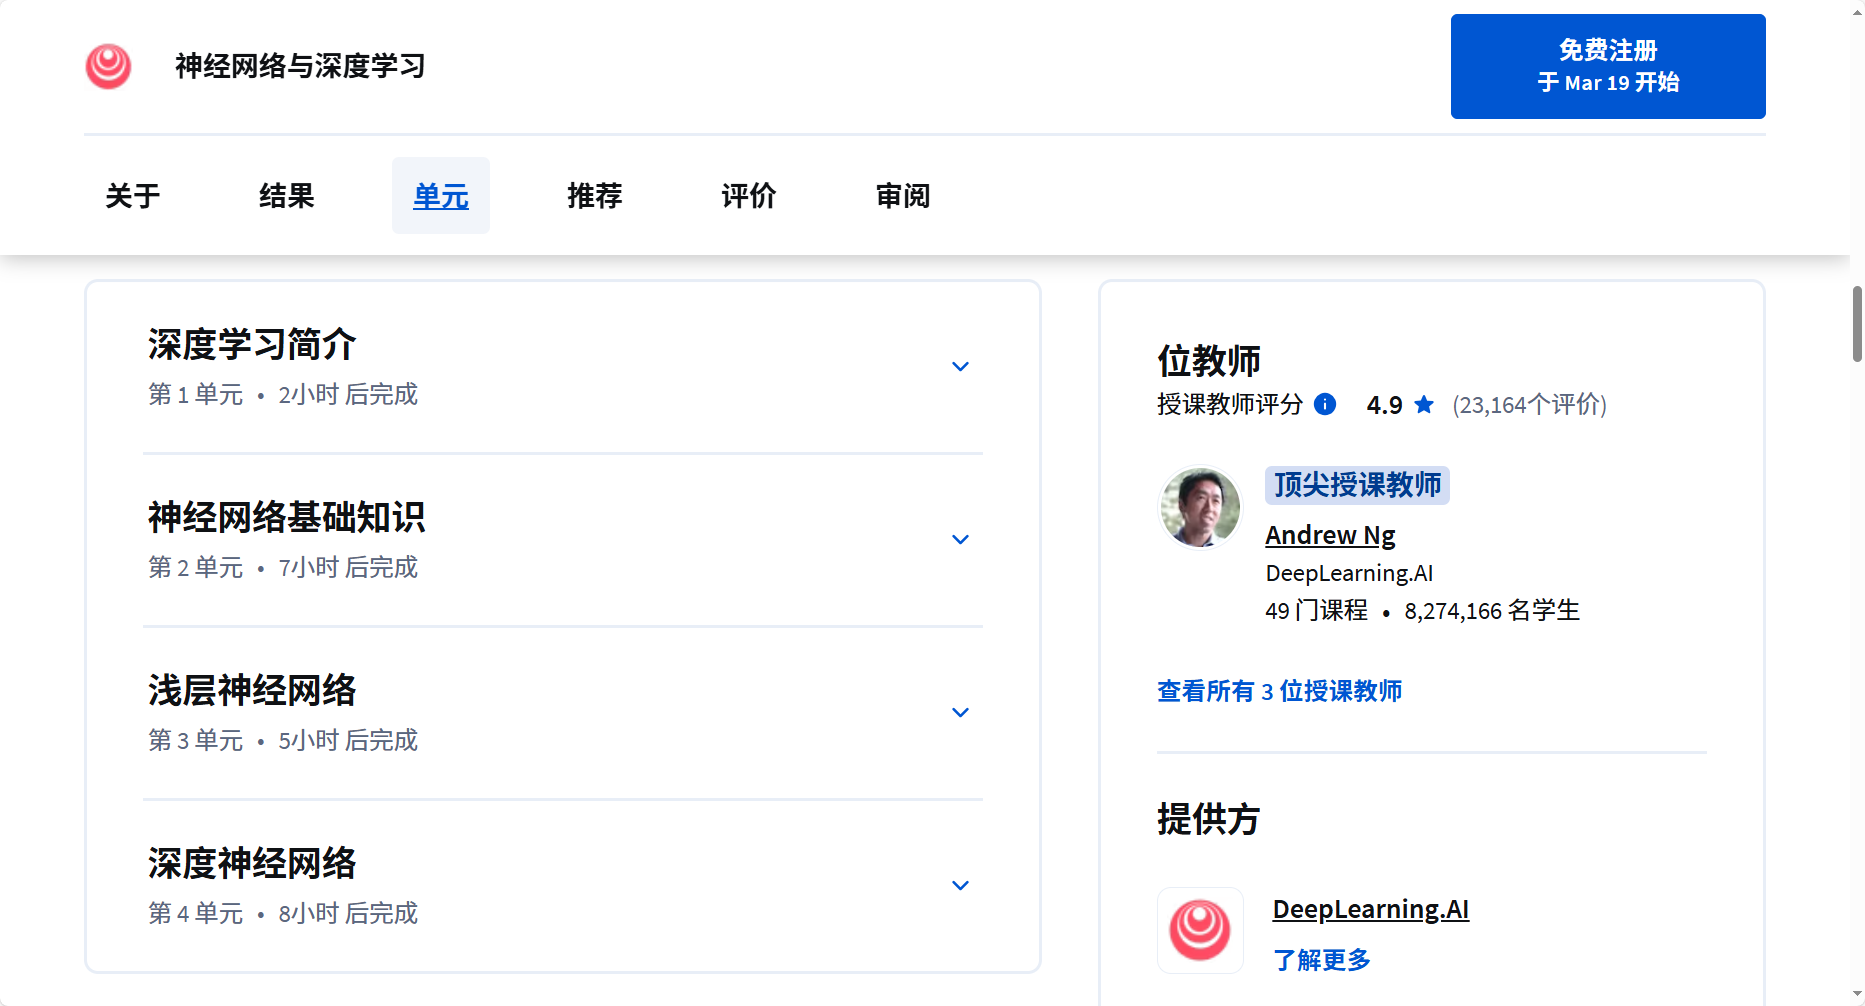 神经网络与深度学习
免费注册
于 Mar 19 开始
关于
结果
单元
推荐
评价
审阅
深度学习简介
第 1 单元 • 2小时 后完成
神经网络基础知识
第 2 单元 • 7小时 后完成
浅层神经网络
第 3 单元 • 5小时 后完成
深度神经网络
第 4 单元 • 8小时 后完成
位教师
授课教师评分 4.9 (23,164个评价)
顶尖授课教师
Andrew Ng
DeepLearning.AI
49 门课程 • 8,274,166 名学生
查看所有 3 位授课教师
提供方
DeepLearning.AI
了解更多